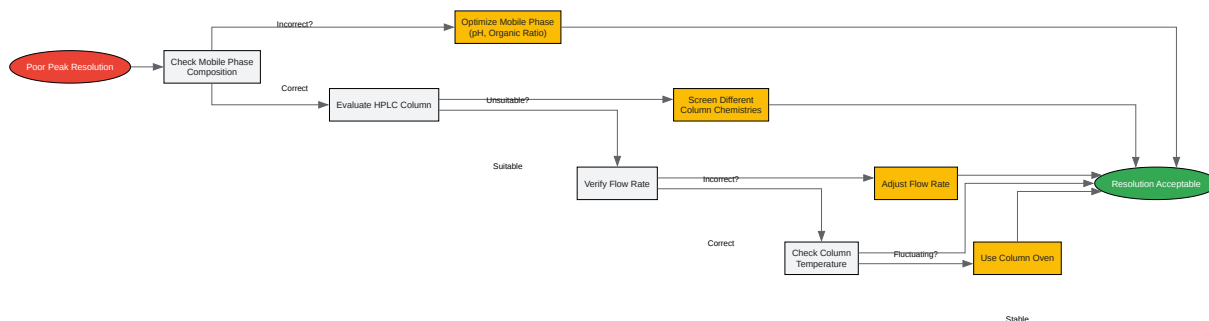 Incorrect?
Optimize Mobile Phase
(pH, Organic Ratio)
Poor Peak Resolution
Check Mobile Phase
Composition
Correct
Evaluate HPLC Column
Unsuitable?
Screen Different
Column Chemistries
Suitable
Verify Flow Rate
Incorrect?
Adjust Flow Rate
Resolution Acceptable
Correct
Check Column
Temperature
Fluctuating?
Use Column Oven
Stable